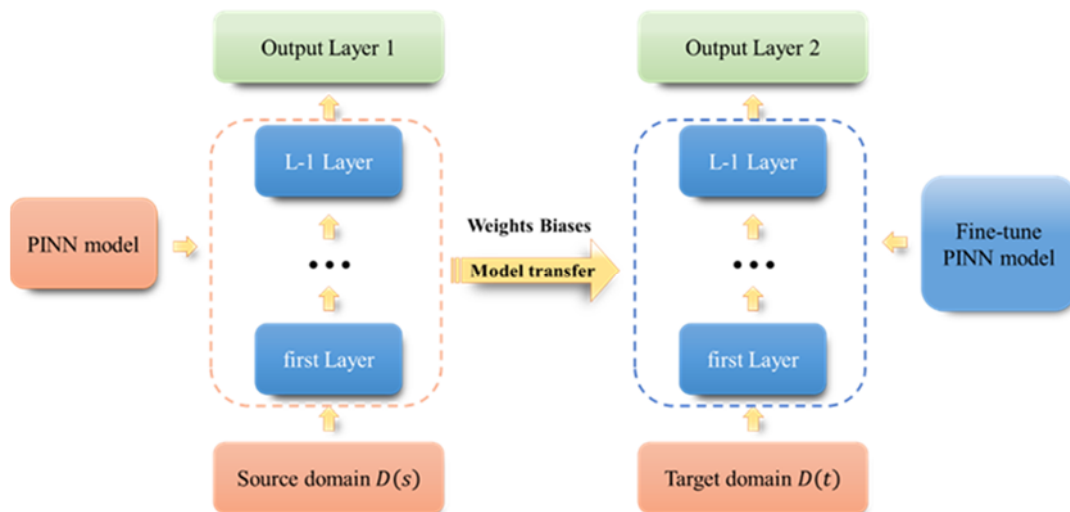 Output Layer 1
Output Layer 2
L-1 Layer
L-1 Layer
PINN model
Weights Biases
Model transfer
Fine-tune
PINN model
•••
•••
first Layer
first Layer
Source domain D(s)
Target domain D(t)